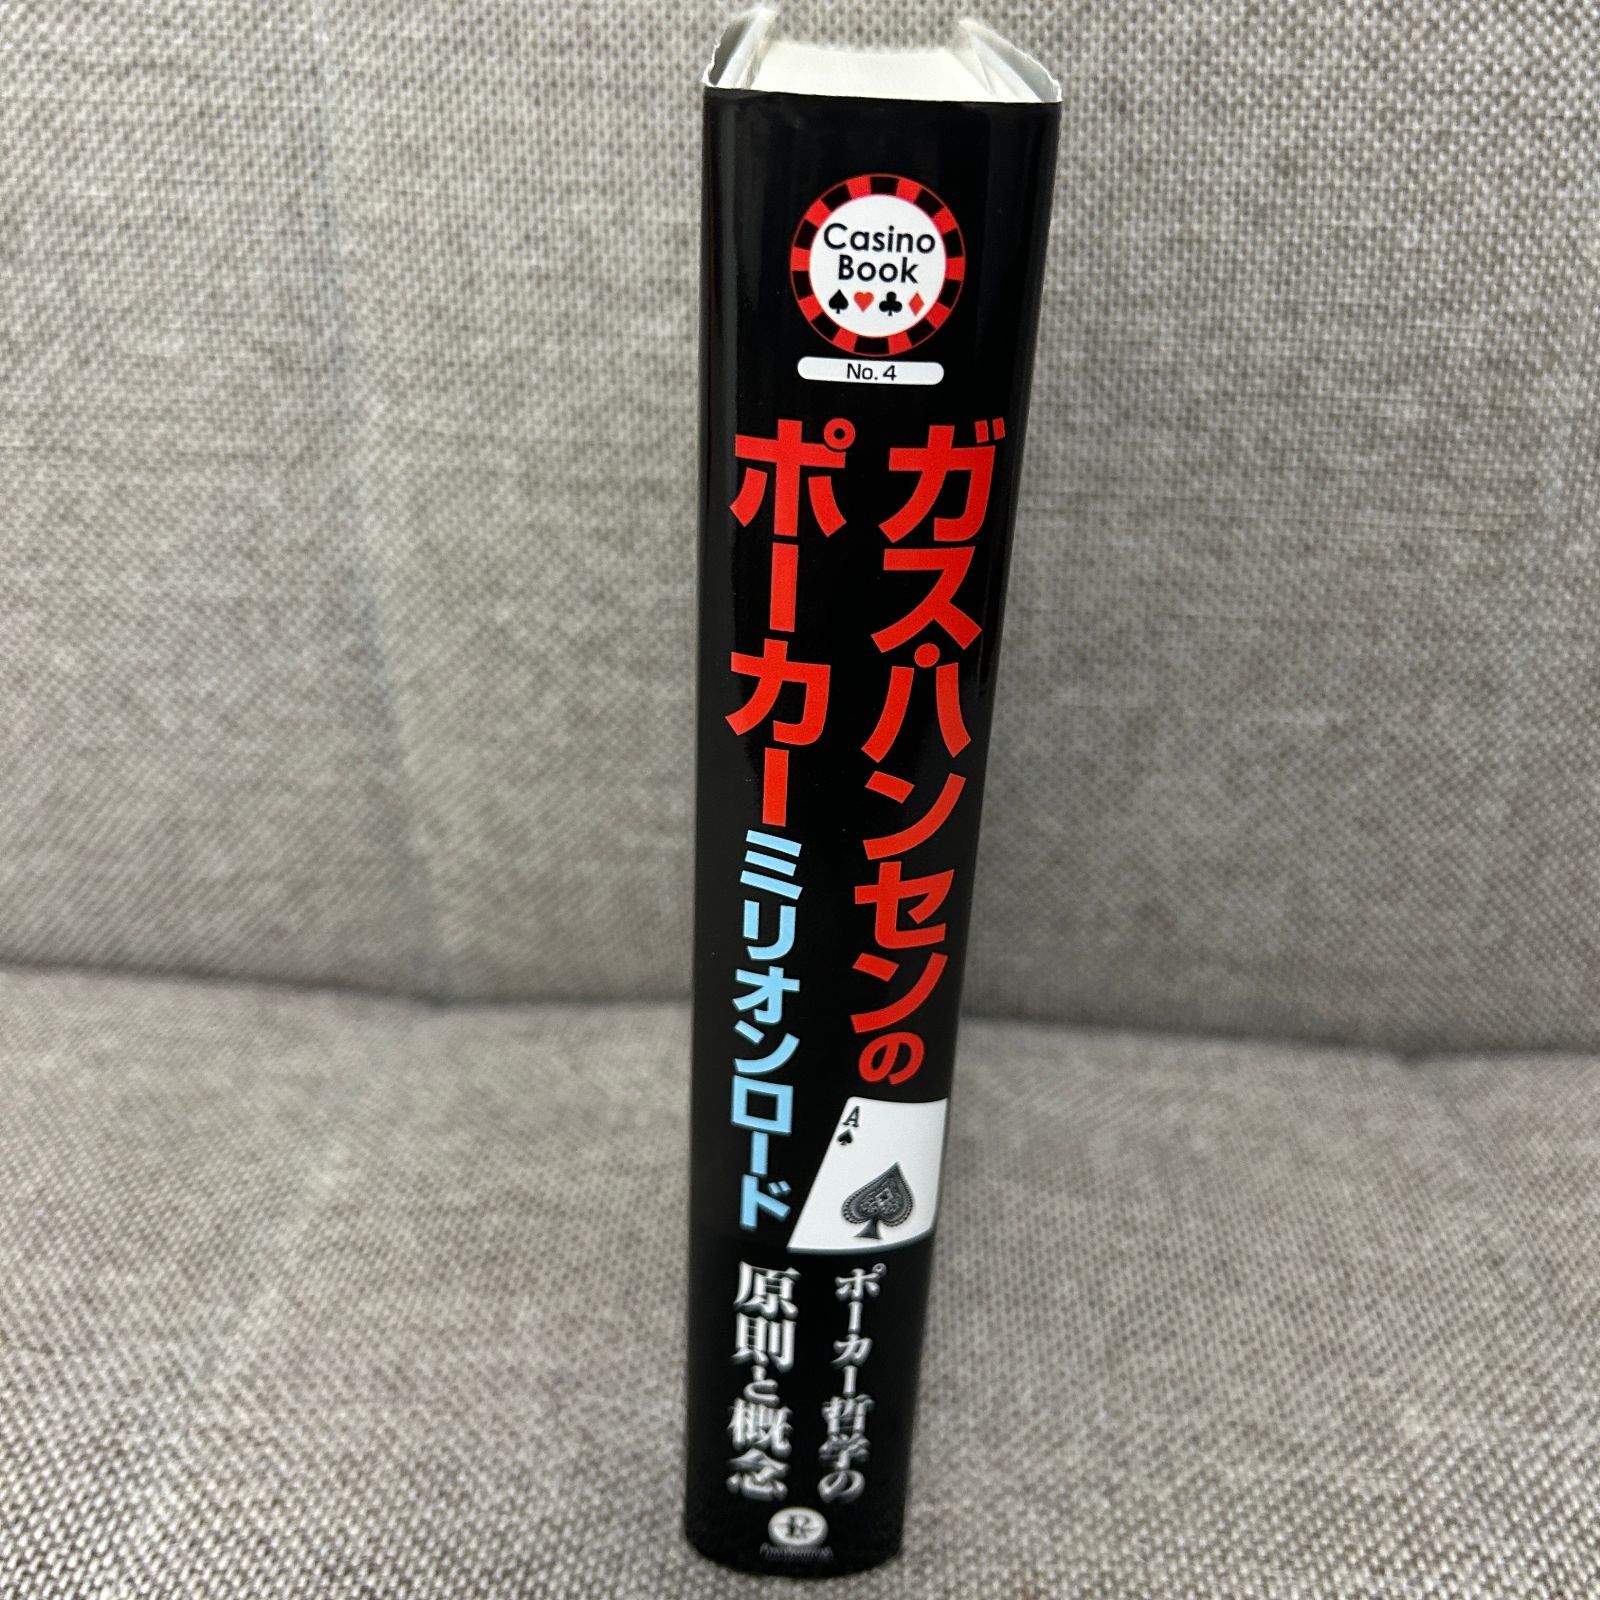 Casino
Book
No.4
ガス・ハンセンの
ポーカーミリオンロード
A
ポーカー哲学の
原則と概念